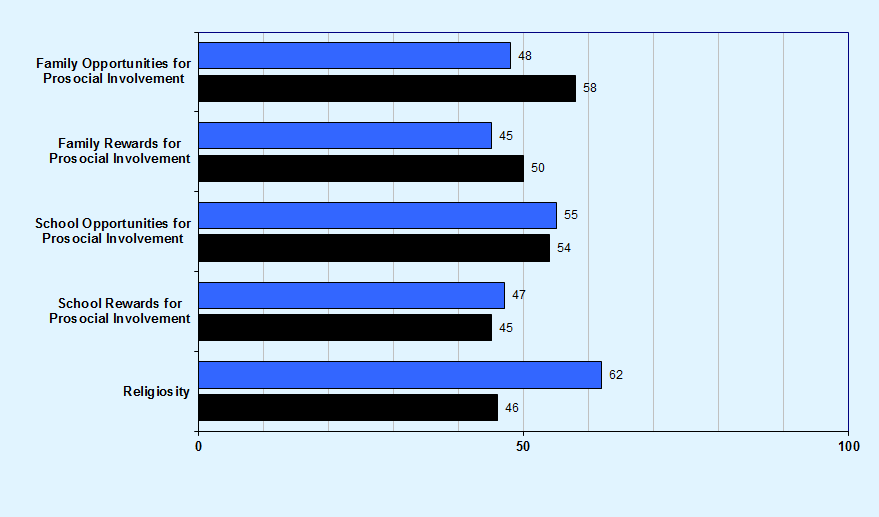 Family Opportunities for
Prosocial Involvement
48
58
Family Rewards for
Prosocial Involvement
45
50
School Opportunities for
Prosocial Involvement
55
54
School Rewards for
Prosocial Involvement
47
45
Religiosity
62
46
0 50 100